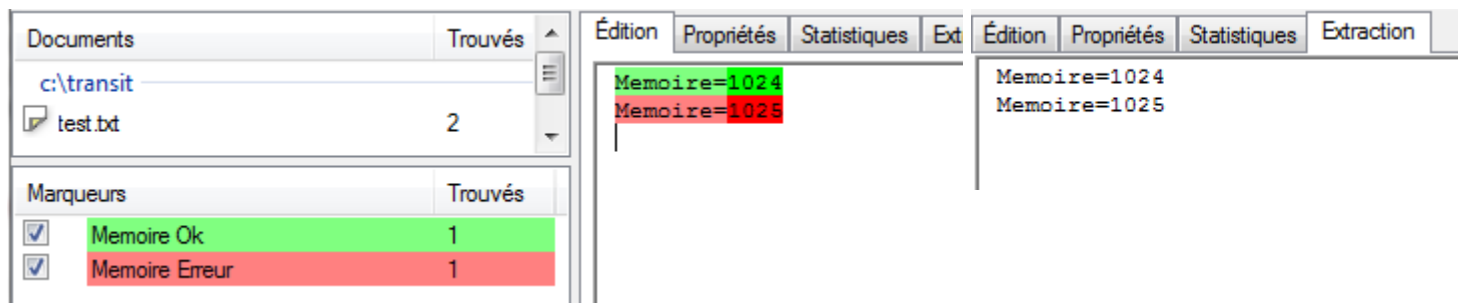 Documents Trouvés
c:\transit
test.txt 2
Marqueurs Trouvés
Memoire Ok 1
Memoire Erreur 1
Édition Propriétés Statistiques Ext
Memoire=1024
Memoire=1025
Édition Propriétés Statistiques Extraction
Memoire=1024
Memoire=1025